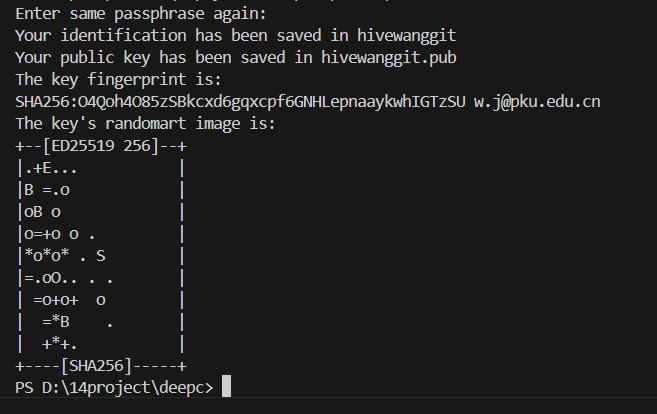 Enter same passphrase again:
Your identification has been saved in hivewanggit
Your public key has been saved in hivewanggit.pub
The key fingerprint is:
SHA256:O4Qoh4O85zSBkcxd6gqxcpf6GNHLepnaaykwhIGTzSU w.j@pku.edu.cn
The key's randomart image is:
+--[ED25519 256]--+
|.+E...           |
|B =.o            |
|oB o             |
|o=+o o .         |
|*o*o* . S        |
|=.oO.. . .       |
| =o+o+  o        |
|  =*B    .       |
|  +*+.           |
+----[SHA256]-----+
PS D:\14project\deepc>